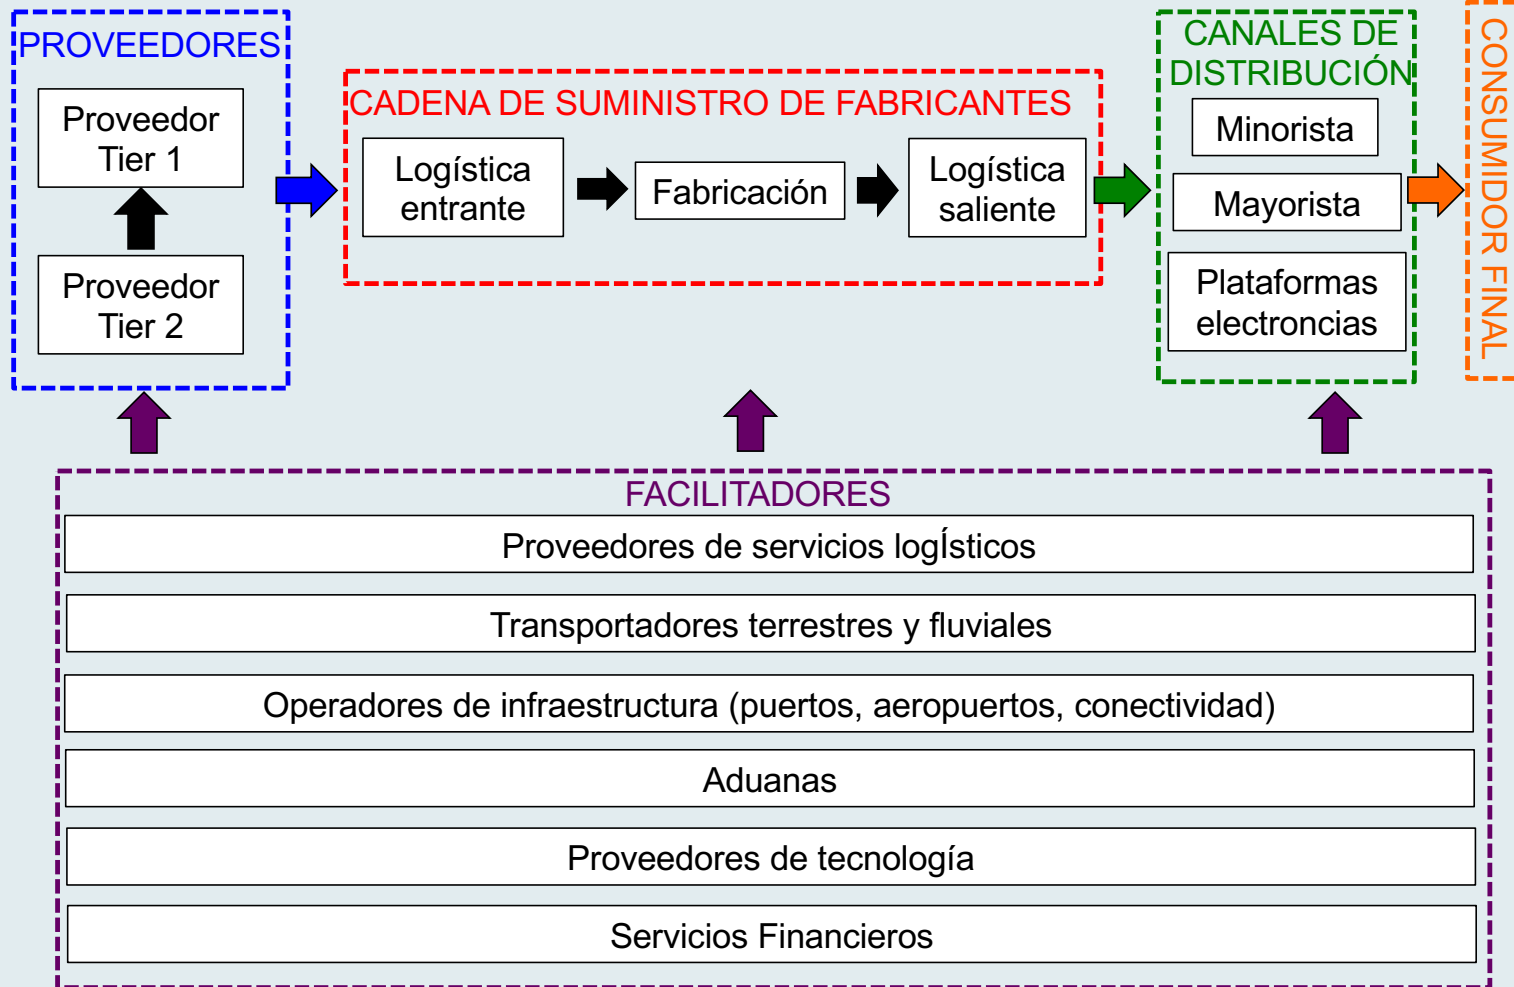 PROVEEDORES
Proveedor
Tier 1
Proveedor
Tier 2
CADENA DE SUMINISTRO DE FABRICANTES
Logística
entrante
Fabricación
Logística
saliente
CANALES DE
DISTRIBUCIÓN
Minorista
Mayorista
Plataformas
electroncias
CONSUMIDOR FINAL
FACILITADORES
Proveedores de servicios logÍsticos
Transportadores terrestres y fluviales
Operadores de infraestructura (puertos, aeropuertos, conectividad)
Aduanas
Proveedores de tecnología
Servicios Financieros